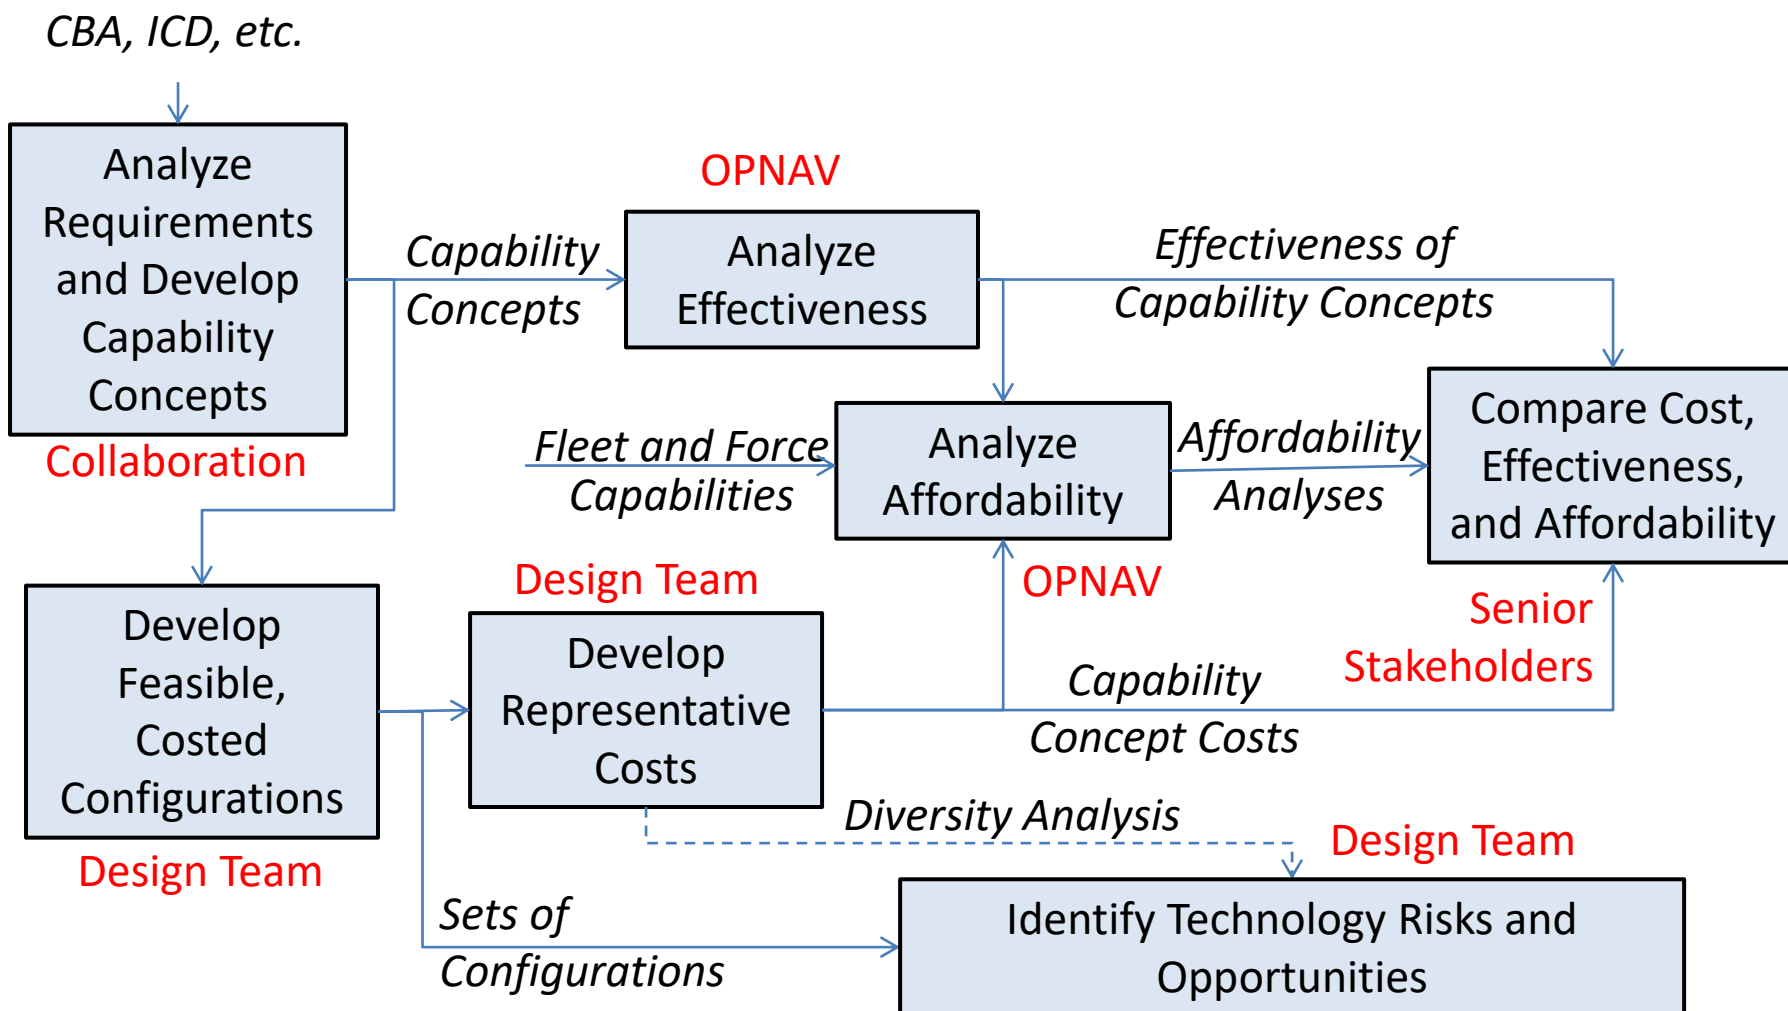 CBA, ICD, etc.
Analyze
Requirements
and Develop
Capability
Concepts
Collaboration
Capability
Concepts
OPNAV
Analyze
Effectiveness
Effectiveness of
Capability Concepts
Fleet and Force
Capabilities
Analyze
Affordability
OPNAV
Affordability
Analyses
Compare Cost,
Effectiveness,
and Affordability
Senior
Stakeholders
Develop
Feasible,
Costed
Configurations
Design Team
Design Team
Develop
Representative
Costs
Capability
Concept Costs
Diversity Analysis
Design Team
Sets of
Configurations
Identify Technology Risks and
Opportunities